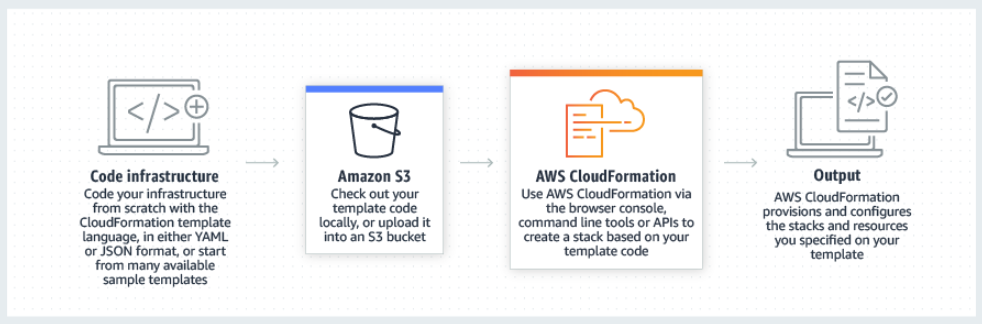 Code infrastructure
Code your infrastructure
from scratch with the
CloudFormation template
language, in either YAML
or JSON format, or start
from many available
sample templates
Amazon S3
Check out your
template code
locally, or upload it
into an S3 bucket
AWS CloudFormation
Use AWS CloudFormation via
the browser console,
command line tools or APIs to
create a stack based on your
template code
Output
AWS CloudFormation
provisions and configures
the stacks and resources
you specified on your
template